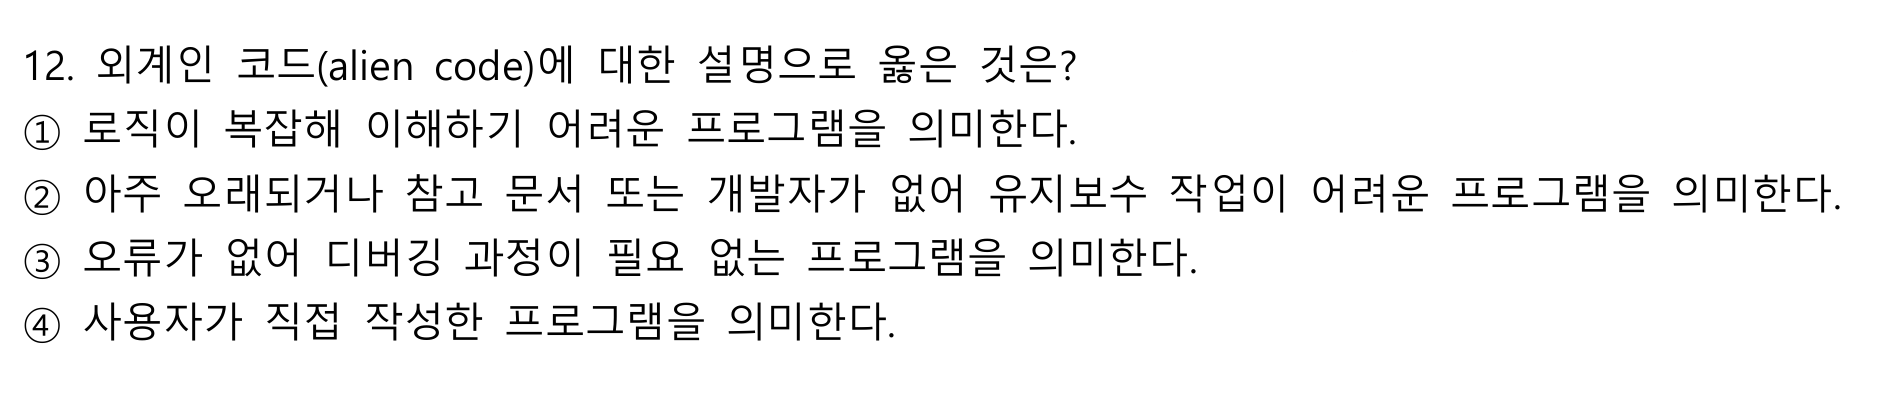 12. 외계인 코드(alien code)에 대한 설명으로 옳은 것은?
① 로직이 복잡해 이해하기 어려운 프로그램을 의미한다.
② 아주 오래되거나 참고 문서 또는 개발자가 없어 유지보수 작업이 어려운 프로그램을 의미한다.
③ 오류가 없어 디버깅 과정이 필요 없는 프로그램을 의미한다.
④ 사용자가 직접 작성한 프로그램을 의미한다.